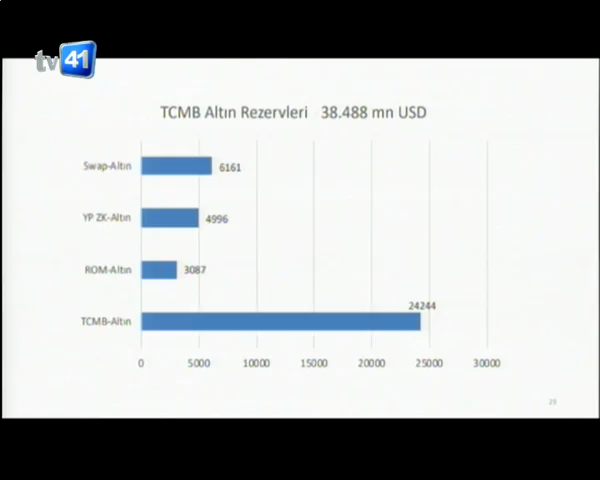 tv41
TCMB Altın Rezervleri 38.488 mn USD
Swap-Altın 6161
YP ZK-Altın 4996
ROM-Altın 3087
TCMB-Altın 24244
0 5000 10000 15000 20000 25000 30000
29